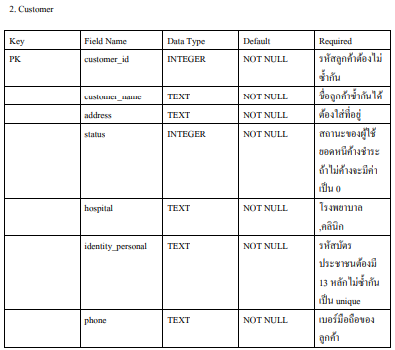 2. Customer
Key Field Name Data Type Default Required
PK customer_id INTEGER NOT NULL รหัสลูกค้าต้องไม่
ซ้ำกัน
customer_name TEXT NOT NULL ชื่อลูกค้าซ้ำกันได้
address TEXT NOT NULL ต้องใส่ที่อยู่
status INTEGER NOT NULL สถานะของผู้ใช้
ยอดหนี้ค้างชำระ
ถ้าไม่ค้างจะมีค่า
เป็น 0
hospital TEXT NOT NULL โรงพยาบาล
,คลินิก
identity_personal TEXT NOT NULL รหัสบัตร
ประชาชนต้องมี
13 หลักไม่ซ้ำกัน
เป็น unique
phone TEXT NOT NULL เบอร์มือถือของ
ลูกค้า